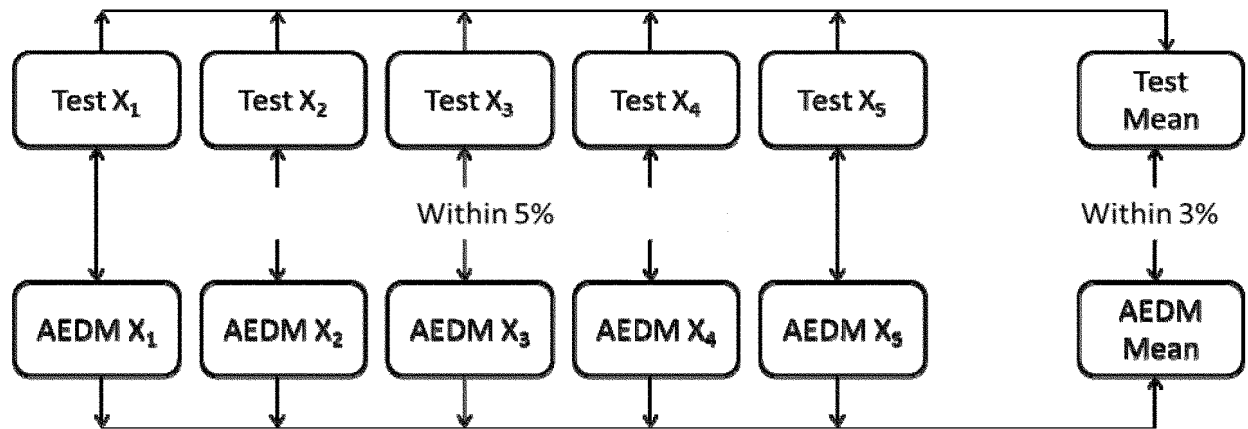 Test X₁
Test X₂
Test X₃
Test X₄
Test X₅
Test
Mean
Within 5%
Within 3%
AEDM X₁
AEDM X₂
AEDM X₃
AEDM X₄
AEDM X₅
AEDM
Mean